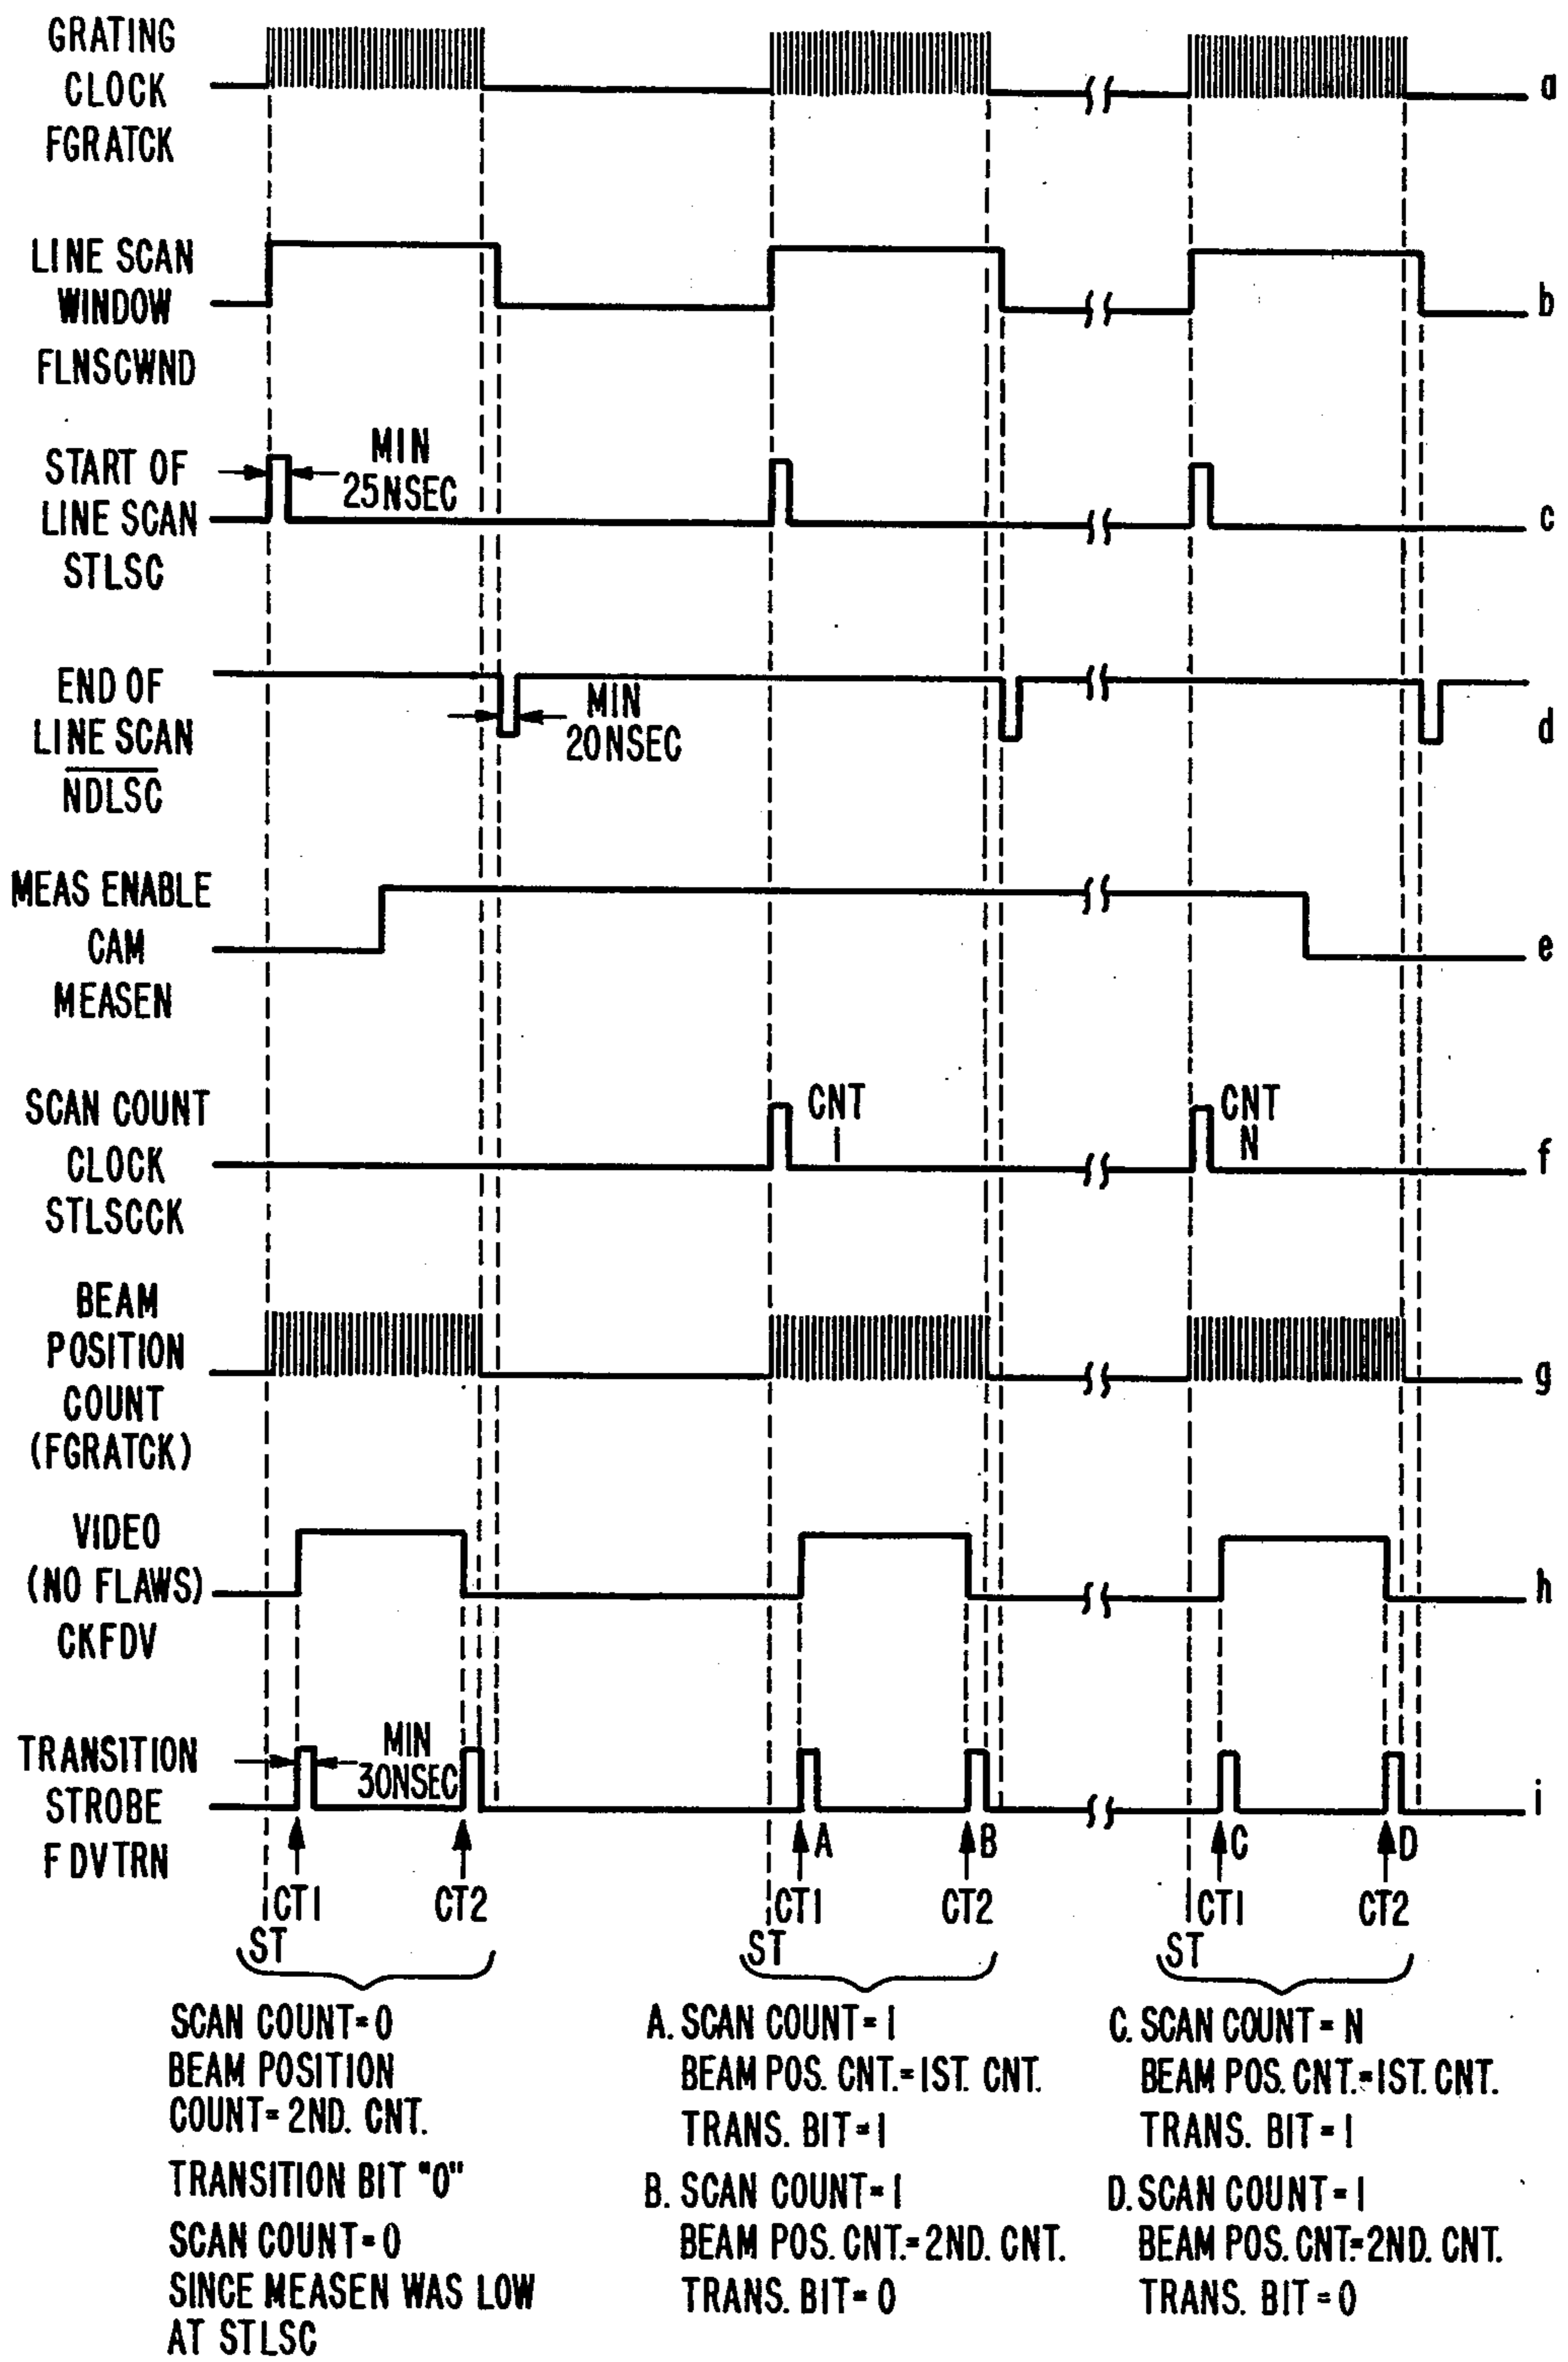 GRATING
CLOCK
FGRATCK
a
LINE SCAN
WINDOW
FLNSCWND
b
START OF
LINE SCAN
STLSC
MIN
25NSEC
c
END OF
LINE SCAN
NDLSC
MIN
20NSEC
d
MEAS ENABLE
CAM
MEASEN
e
SCAN COUNT
CLOCK
STLSCCK
CNT
1
CNT
N
f
BEAM
POSITION
COUNT
(FGRATCK)
g
VIDEO
(NO FLAWS)
CKFDV
h
TRANSITION
STROBE
FDVTRN
MIN
30NSEC
i
A
B
C
D
CT1
CT2
CT1
CT2
CT1
CT2
ST
ST
ST
SCAN COUNT=0
BEAM POSITION
COUNT=2ND. CNT.
TRANSITION BIT "0"
SCAN COUNT=0
SINCE MEASEN WAS LOW
AT STLSC
A. SCAN COUNT=1
BEAM POS. CNT.=1ST. CNT.
TRANS. BIT=1
B. SCAN COUNT=1
BEAM POS. CNT.=2ND. CNT.
TRANS. BIT=0
C. SCAN COUNT=N
BEAM POS. CNT.=1ST. CNT.
TRANS. BIT=1
D. SCAN COUNT=1
BEAM POS. CNT.=2ND. CNT.
TRANS. BIT=0